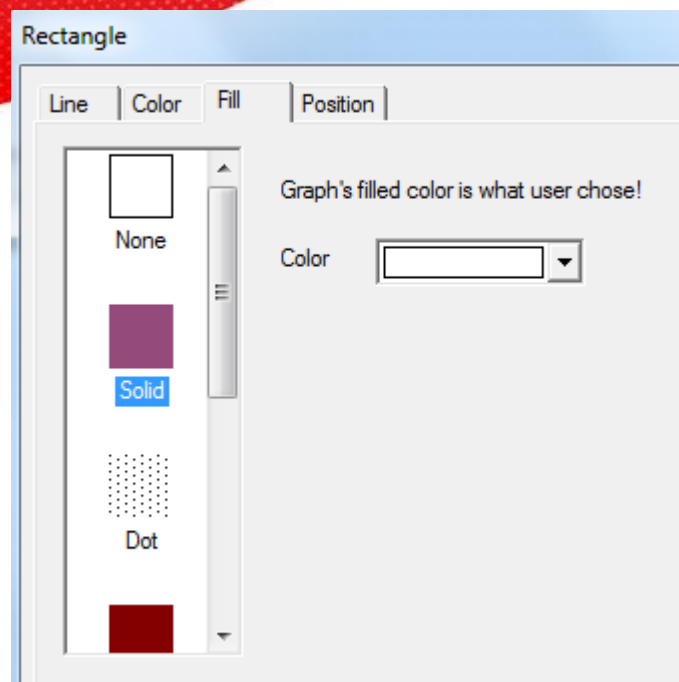 Rectangle
Line Color Fill Position
None
Solid
Dot
Graph's filled color is what user chose!
Color